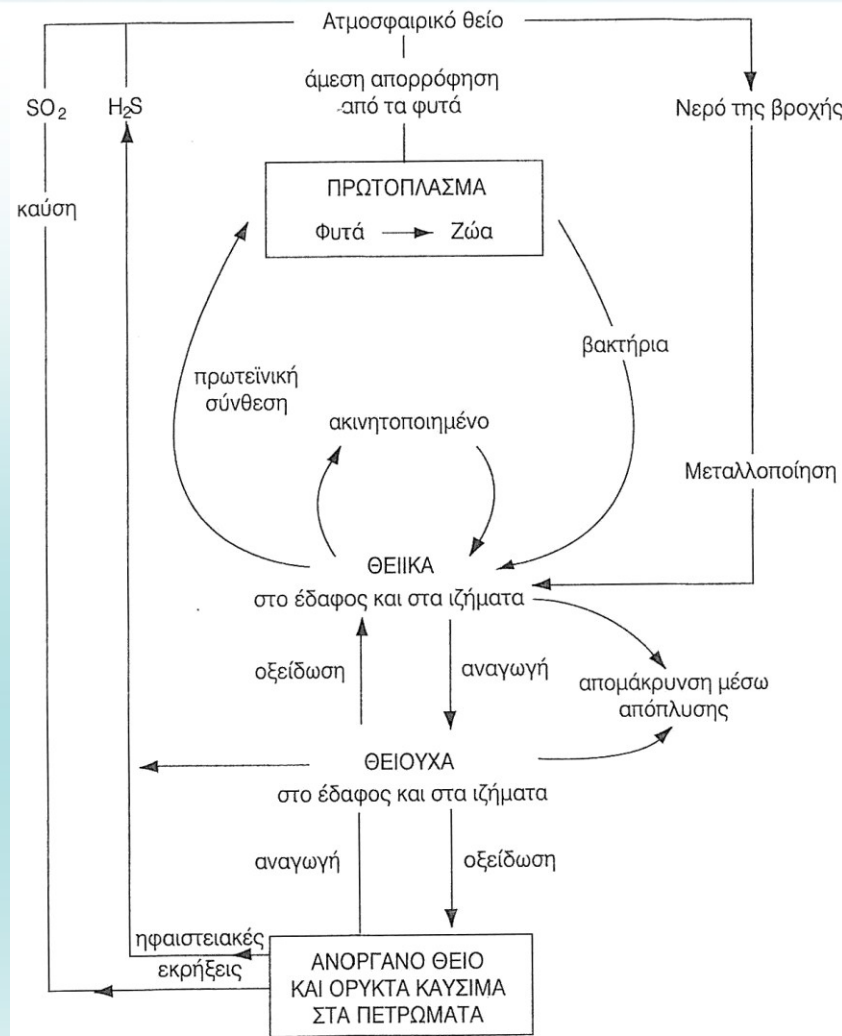 Ατμοσφαιρικό θείο
άμεση απορρόφηση
από τα φυτά
SO₂
H₂S
Νερό της βροχής
ΠΡΩΤΟΠΛΑΣΜΑ
Φυτά Ζώα
καύση
βακτήρια
πρωτεϊνική
σύνθεση
ακινητοποιημένο
Μεταλλοποίηση
ΘΕΙΙΚΑ
στο έδαφος και στα ιζήματα
οξείδωση
αναγωγή
απομάκρυνση μέσω
απόπλυσης
ΘΕΙΟΥΧΑ
στο έδαφος και στα ιζήματα
αναγωγή
οξείδωση
ηφαιστειακές
εκρήξεις
ΑΝΟΡΓΑΝΟ ΘΕΙΟ
ΚΑΙ ΟΡΥΚΤΑ ΚΑΥΣΙΜΑ
ΣΤΑ ΠΕΤΡΩΜΑΤΑ